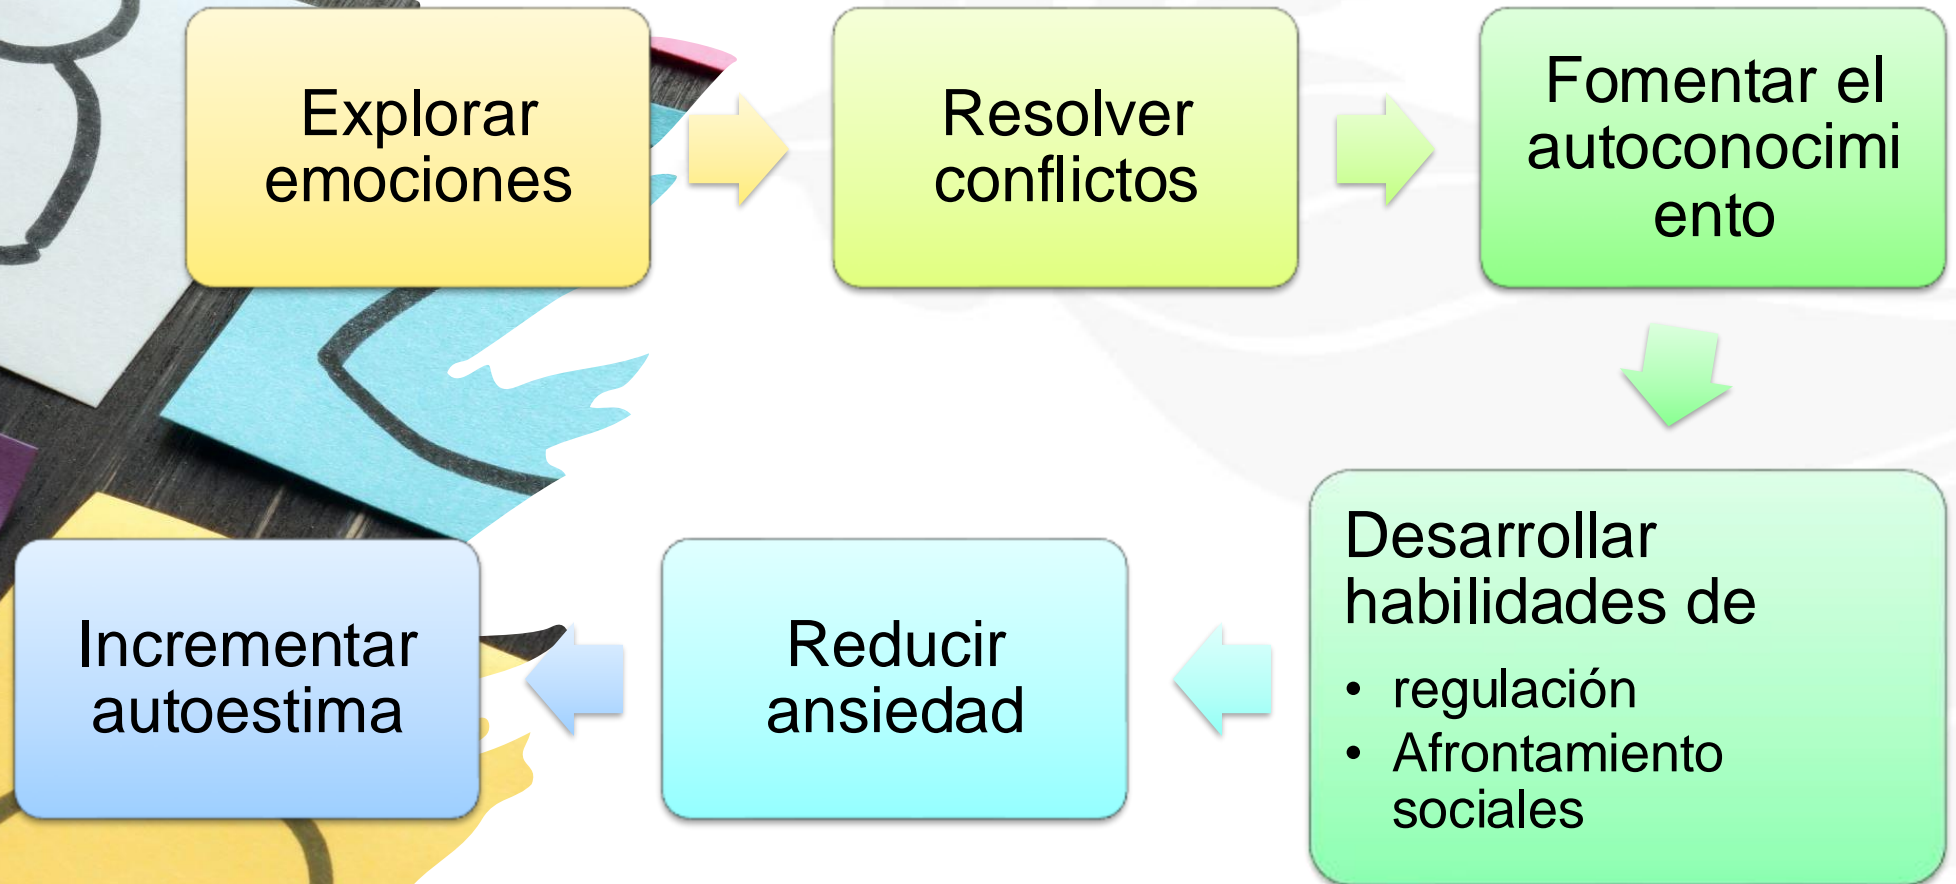 Explorar
emociones
Resolver
conflictos
Fomentar el
autoconocimi
ento
Desarrollar
habilidades de
• regulación
• Afrontamiento
sociales
Reducir
ansiedad
Incrementar
autoestima